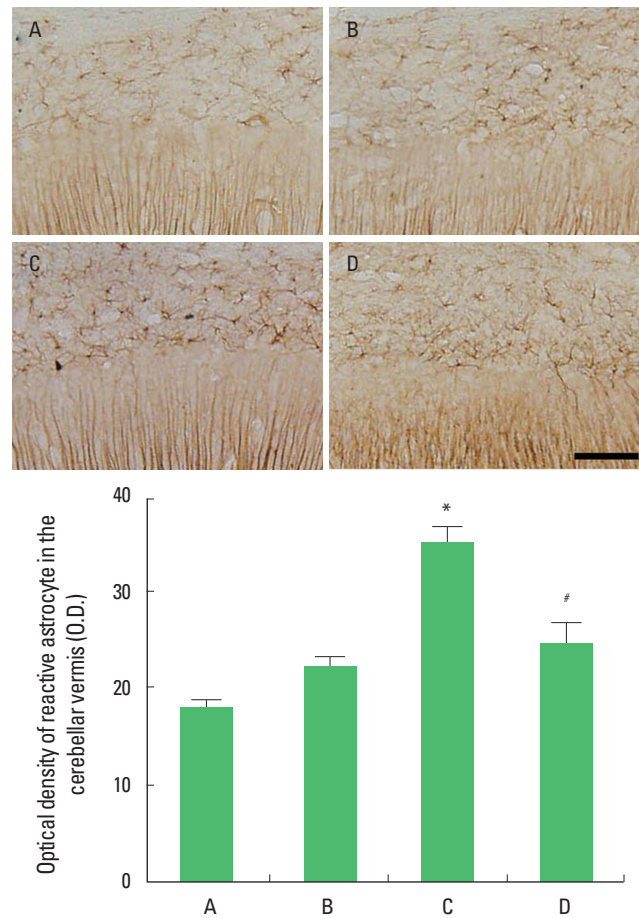 A
B
C
D
Optical density of reactive astrocyte in the
cerebellar vermis (O.D.)
40
30
20
10
0
*
#
A
B
C
D